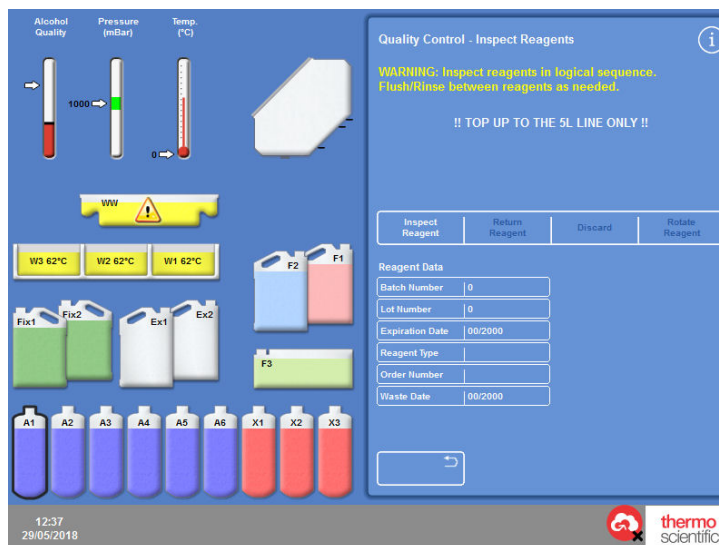 Alcohol
Quality
Pressure
(mBar)
Temp.
(°C)
1000
0
WW
W3 62°C
W2 62°C
W1 62°C
F2
F1
Fix1
Fix2
Ex1
Ex2
F3
A1
A2
A3
A4
A5
A6
X1
X2
X3
Quality Control - Inspect Reagents
i
WARNING: Inspect reagents in logical sequence.
Flush/Rinse between reagents as needed.
!! TOP UP TO THE 5L LINE ONLY !!
Inspect
Reagent
Return
Reagent
Discard
Rotate
Reagent
Reagent Data
Batch Number 0
Lot Number 0
Expiration Date 00/2000
Reagent Type
Order Number
Waste Date 00/2000
12:37
29/05/2018
thermo
scientific